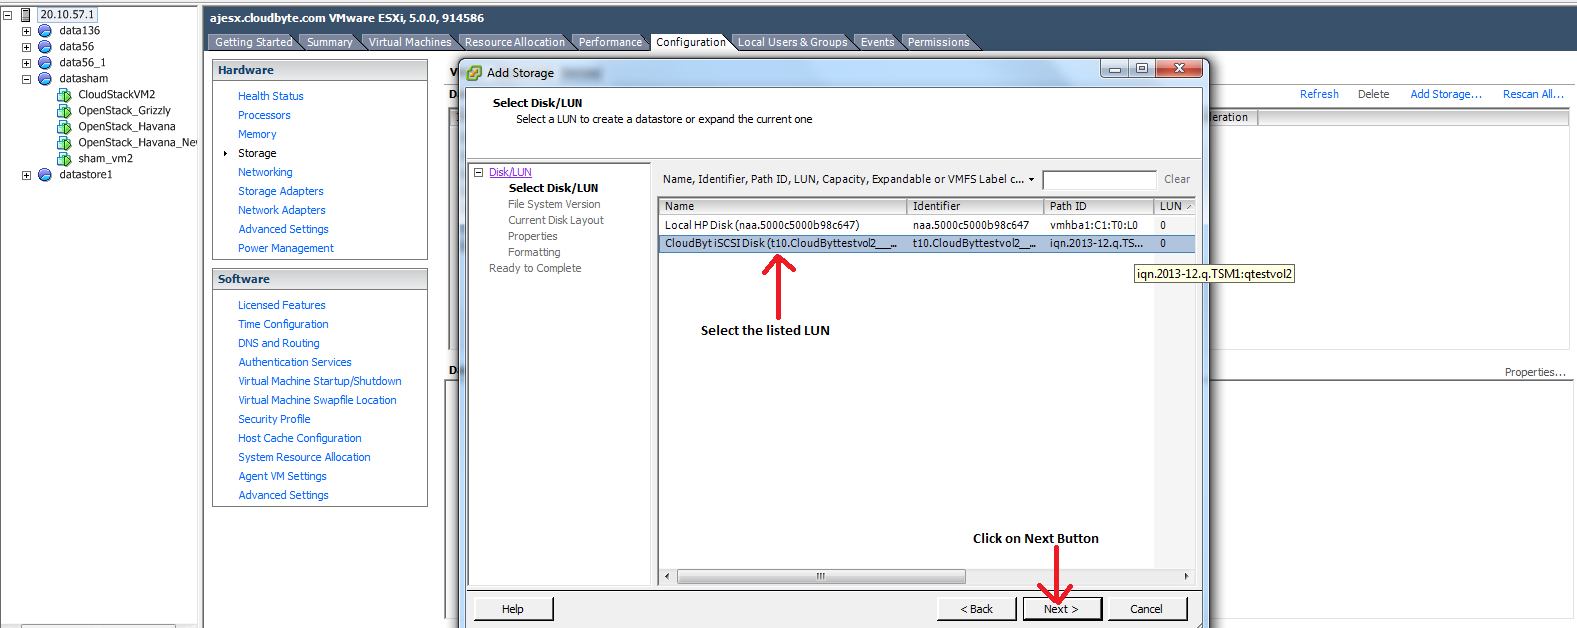 20.10.57.1
data136
data56
data56_1
datasham
CloudStackVM2
OpenStack_Grizzly
OpenStack_Havana
OpenStack_Havana_Nev
sham_vm2
datastore1
ajesx.cloudbyte.com VMware ESXi, 5.0.0, 914586
Getting Started Summary Virtual Machines Resource Allocation Performance Configuration Local Users & Groups Events Permissions
Hardware
Health Status
Processors
Memory
Storage
Networking
Storage Adapters
Network Adapters
Advanced Settings
Power Management
Software
Licensed Features
Time Configuration
DNS and Routing
Authentication Services
Virtual Machine Startup/Shutdown
Virtual Machine Swapfile Location
Security Profile
Host Cache Configuration
System Resource Allocation
Agent VM Settings
Advanced Settings
Refresh Delete Add Storage... Rescan All...
eration
Properties...
Add Storage
Select Disk/LUN
Select a LUN to create a datastore or expand the current one
Disk/LUN
Select Disk/LUN
File System Version
Current Disk Layout
Properties
Formatting
Ready to Complete
Name, Identifier, Path ID, LUN, Capacity, Expandable or VMFS Label c... Clear
Name Identifier Path ID LUN
Local HP Disk (naa.5000c5000b98c647) naa.5000c5000b98c647 vmhba1:C1:T0:L0 0
CloudByt iSCSI Disk (t10.CloudByttestvol2___... t10.CloudByttestvol2__... iqn.2013-12.q.TS... 0
iqn.2013-12.q.TSM1:qtestvol2
Select the listed LUN
Click on Next Button
Help < Back Next > Cancel